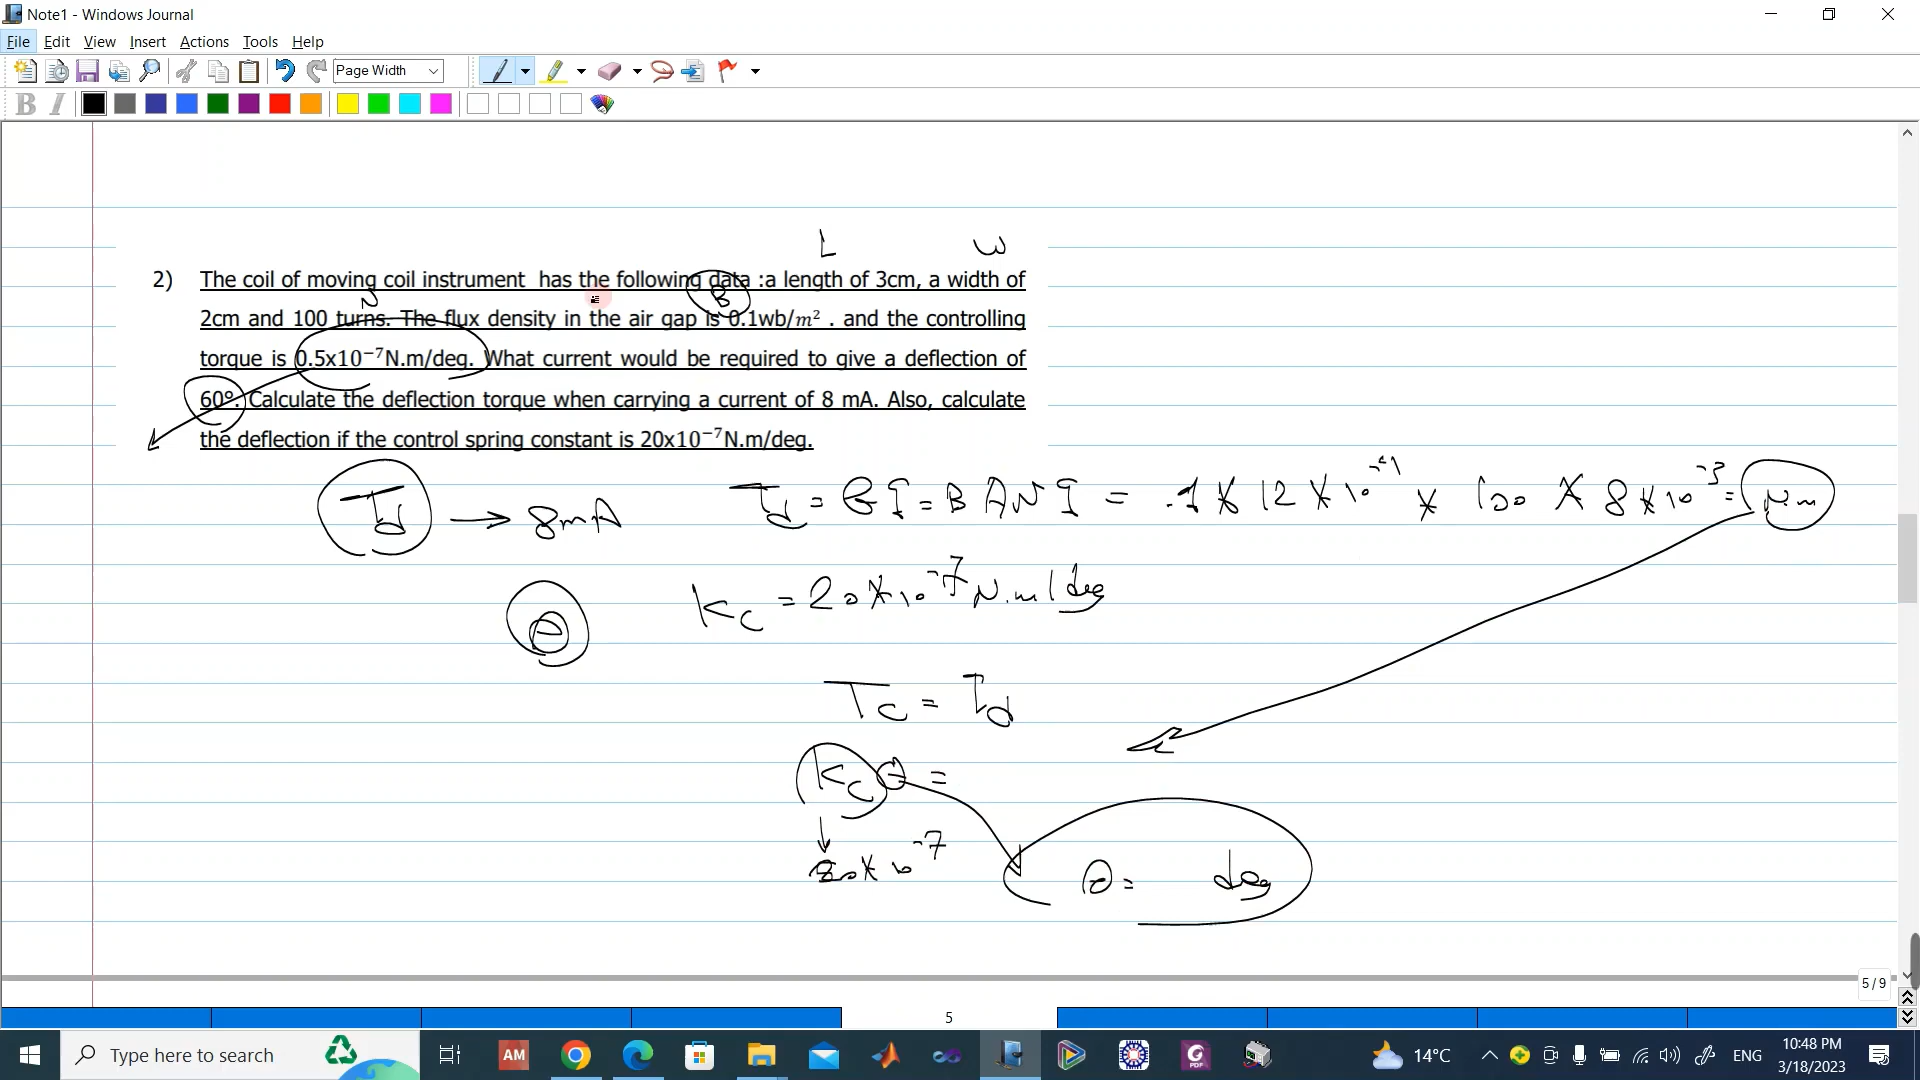 Note1 - Windows Journal
File Edit View Insert Actions Tools Help
Page Width
B I
L W
2) The coil of moving coil instrument has the following data :a length of 3cm, a width of
N B
2cm and 100 turns. The flux density in the air gap is 0.1wb/m² . and the controlling
torque is 0.5x10⁻⁷N.m/deg. What current would be required to give a deflection of
60°. Calculate the deflection torque when carrying a current of 8 mA. Also, calculate
the deflection if the control spring constant is 20x10⁻⁷N.m/deg.
Td → 8mA Td = GI = BANI = .1 x 12 x 10⁻⁴ x 100 x 8 x 10⁻³ = N.m
θ Kc = 20 x 10⁻⁷ N.m/deg
Tc = Td
Kc θ =
20 x 10⁻⁷
θ = deg
5 / 9
5
Type here to search AM PDF 14°C ENG 10:48 PM
3/18/2023